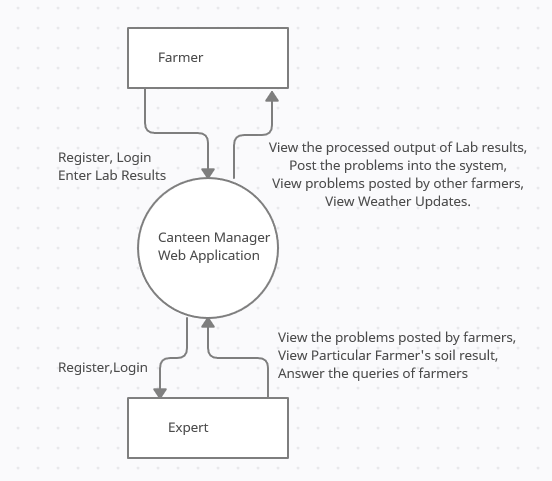 Farmer
Register, Login
Enter Lab Results
View the processed output of Lab results,
Post the problems into the system,
View problems posted by other farmers,
View Weather Updates.
Canteen Manager
Web Application
Register,Login
View the problems posted by farmers,
View Particular Farmer's soil result,
Answer the queries of farmers
Expert